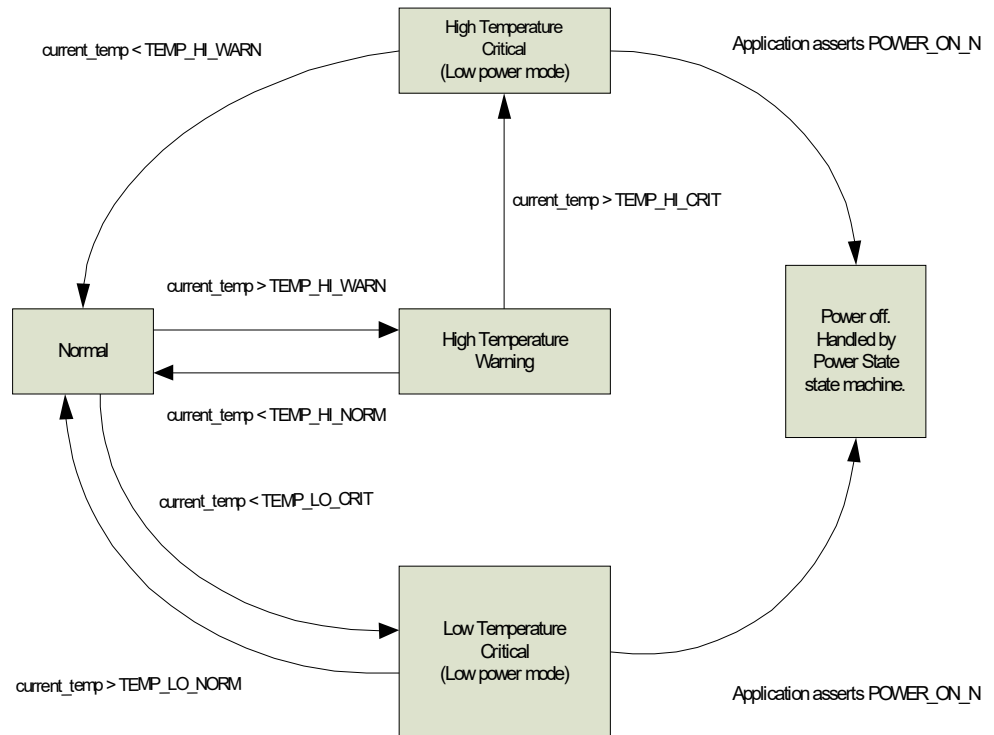 High Temperature
Critical
(Low power mode)
current_temp < TEMP_HI_WARN
Application asserts POWER_ON_N
current_temp > TEMP_HI_CRIT
current_temp > TEMP_HI_WARN
Normal
High Temperature
Warning
Power off.
Handled by
Power State
state machine.
current_temp < TEMP_HI_NORM
current_temp < TEMP_LO_CRIT
Low Temperature
Critical
(Low power mode)
current_temp > TEMP_LO_NORM
Application asserts POWER_ON_N